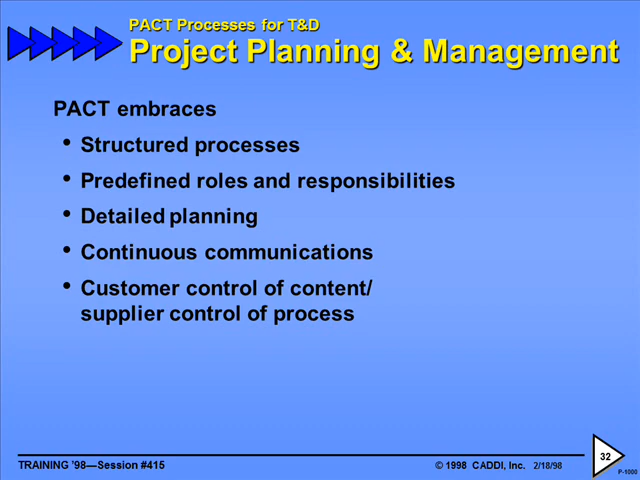 PACT Processes for T&D
Project Planning & Management
PACT embraces
• Structured processes
• Predefined roles and responsibilities
• Detailed planning
• Continuous communications
• Customer control of content/
supplier control of process
TRAINING ’98—Session #415
© 1998 CADDI, Inc. 2/18/98
32
P-1000